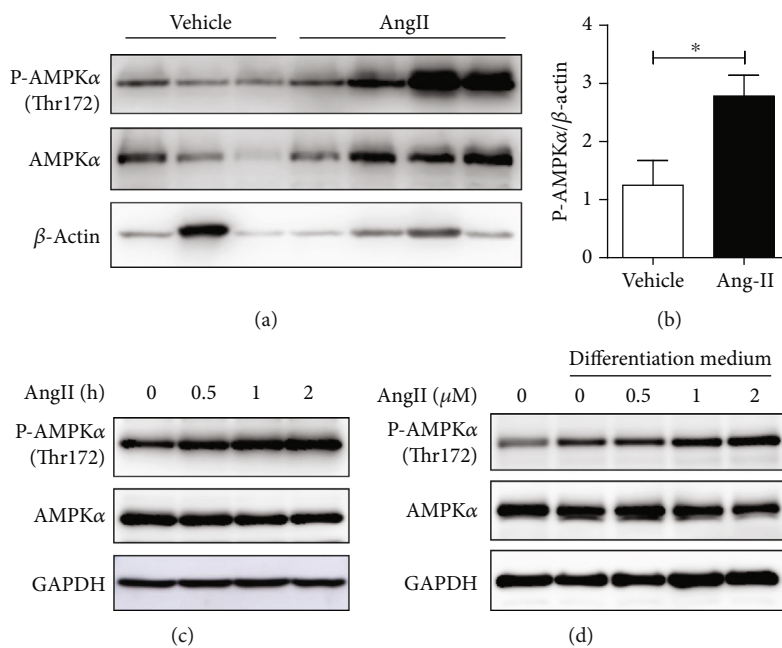 Vehicle AngII
P-AMPKα
(Thr172)
AMPKα
β-Actin
(a)
P-AMPKα/β-actin
4
3
2
1
0
*
Vehicle Ang-II
(b)
AngII (h) 0 0.5 1 2
P-AMPKα
(Thr172)
AMPKα
GAPDH
(c)
Differentiation medium
AngII (μM) 0 0 0.5 1 2
P-AMPKα
(Thr172)
AMPKα
GAPDH
(d)